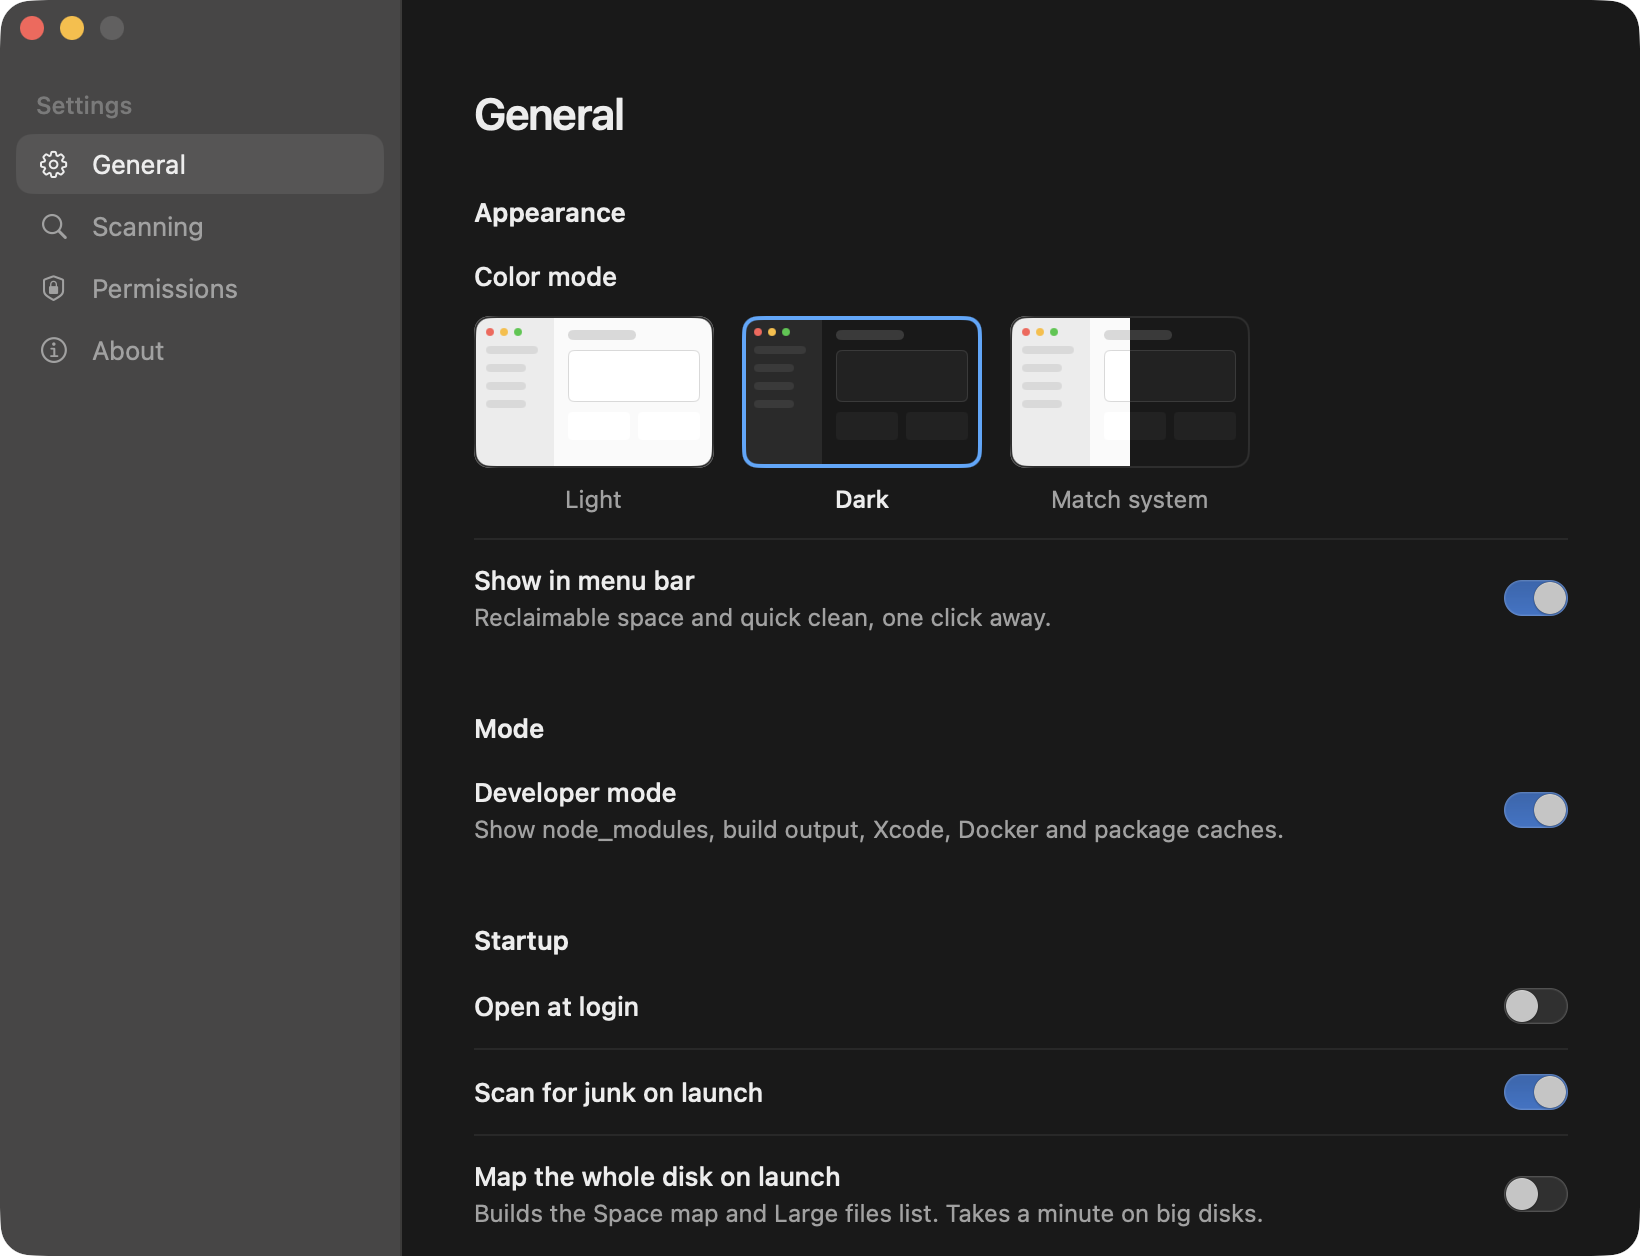 Settings
General
Scanning
Permissions
About
General
Appearance
Color mode
Light
Dark
Match system
Show in menu bar
Reclaimable space and quick clean, one click away.
Mode
Developer mode
Show node_modules, build output, Xcode, Docker and package caches.
Startup
Open at login
Scan for junk on launch
Map the whole disk on launch
Builds the Space map and Large files list. Takes a minute on big disks.